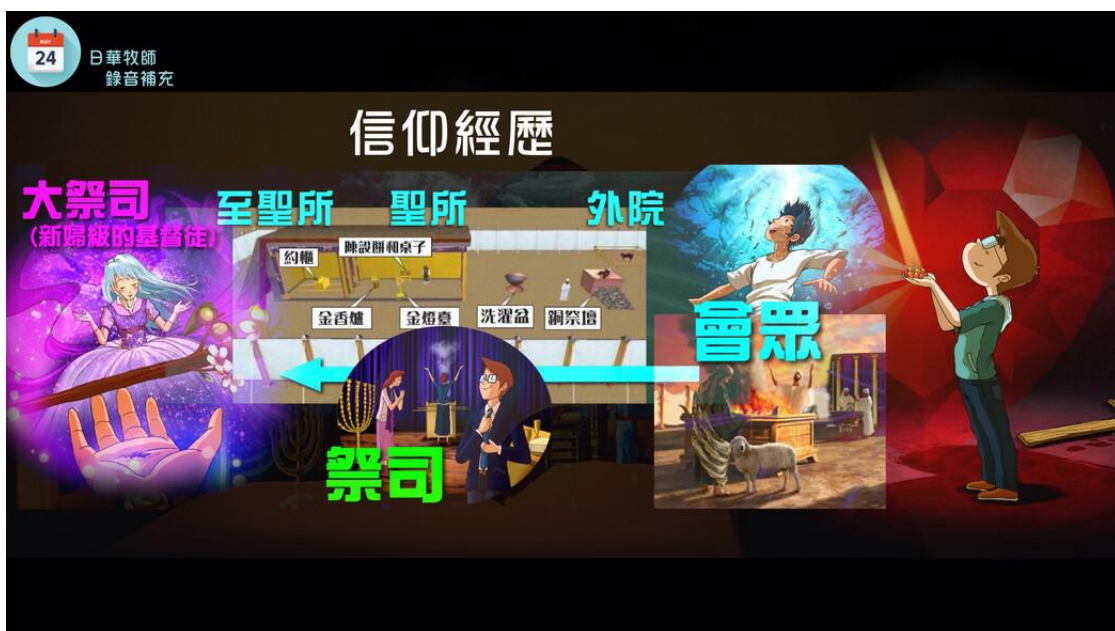 MAY
24
日華牧師
錄音補充
信仰經歷
大祭司
(新婦級的基督徒)
至聖所
聖所
外院
約櫃
陳設餅和桌子
金香爐
金燈臺
洗濯盆
銅祭壇
會眾
祭司